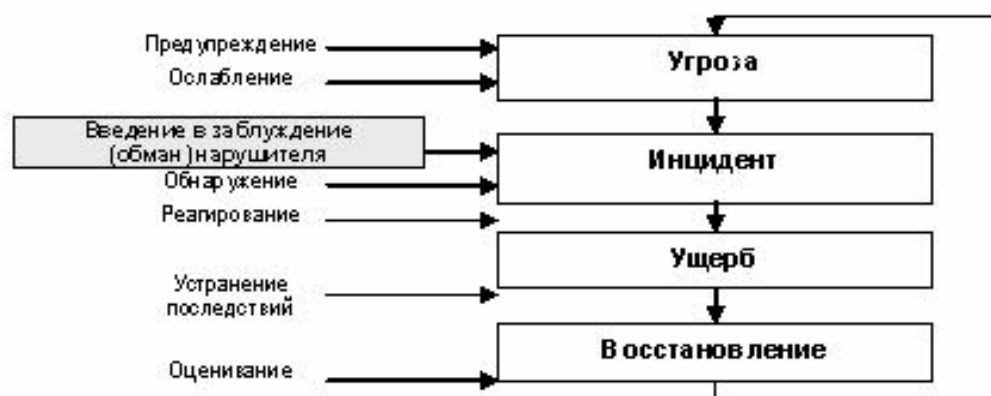 Предупреждение
Угроза
Ослабление
Введение в заблуждение
(обман)нарушителя
Инцидент
Обнаружение
Реагирование
Ущерб
Устранение
последствий
Восстановление
Оценивание